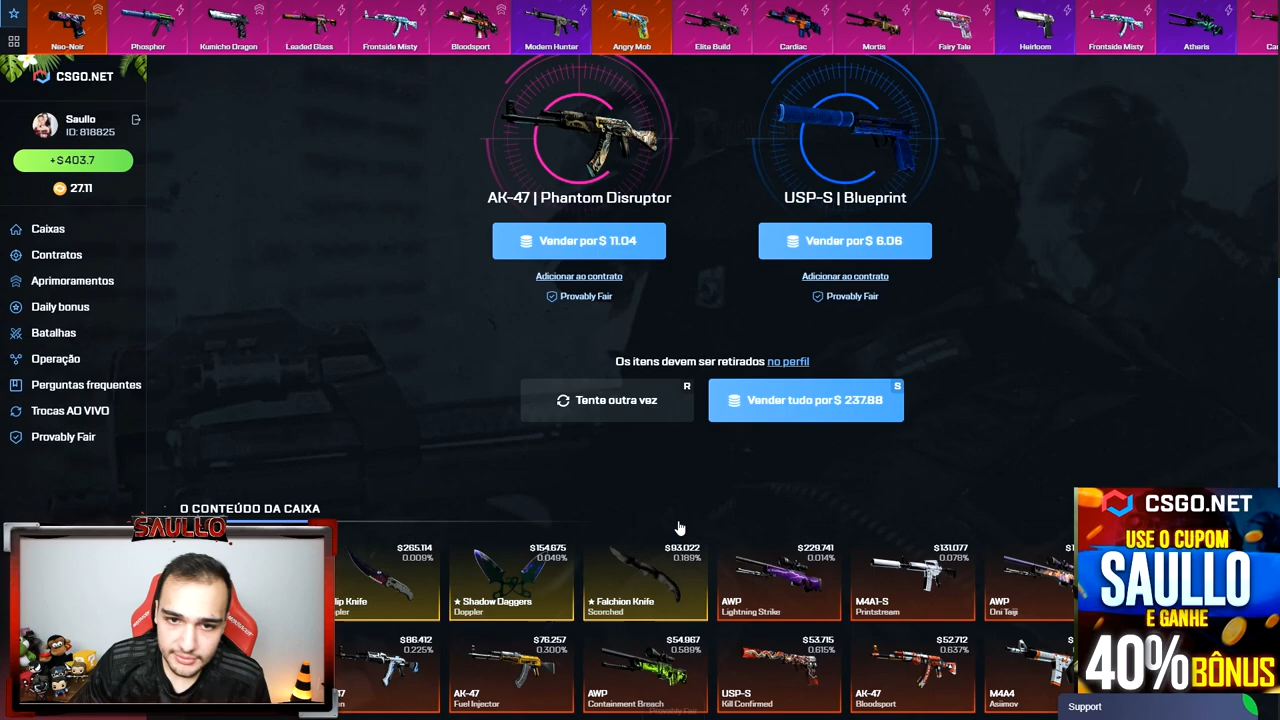 Neo-Noir
Phosphor
Kumicho Dragon
Leaded Glass
Frontside Misty
Bloodsport
Modern Hunter
Angry Mob
Elite Build
Cardiac
Mortis
Fairy Tale
Heirloom
Frontside Misty
Atheris
CSGO.NET
Saullo
ID: 818825
+$403.7
27.11
Caixas
Contratos
Aprimoramentos
Daily bonus
Batalhas
Operação
Perguntas frequentes
Trocas AO VIVO
Provably Fair
AK-47 | Phantom Disruptor
Vender por $ 11.04
Adicionar ao contrato
Provably Fair
USP-S | Blueprint
Vender por $ 6.06
Adicionar ao contrato
Provably Fair
Os itens devem ser retirados no perfil
R
Tente outra vez
S
Vender tudo por $ 237.88
O CONTEÚDO DA CAIXA
$265.114
0.009%
Knife
$154.675
0.049%
★ Shadow Daggers
Doppler
$93.022
0.189%
★ Falchion Knife
Scorched
$229.741
0.014%
AWP
Lightning Strike
$131.077
0.078%
M4A1-S
Printstream
AWP
Oni Taiji
$86.412
0.225%
$76.257
0.300%
AK-47
Fuel Injector
$54.967
0.589%
AWP
Containment Breach
$53.715
0.615%
USP-S
Kill Confirmed
$52.712
0.637%
AK-47
Bloodsport
M4A4
Asiimov
Provably Fair
SAULLO
CSGO.NET
USE O CUPOM
SAULLO
E GANHE
40% BÔNUS
Support